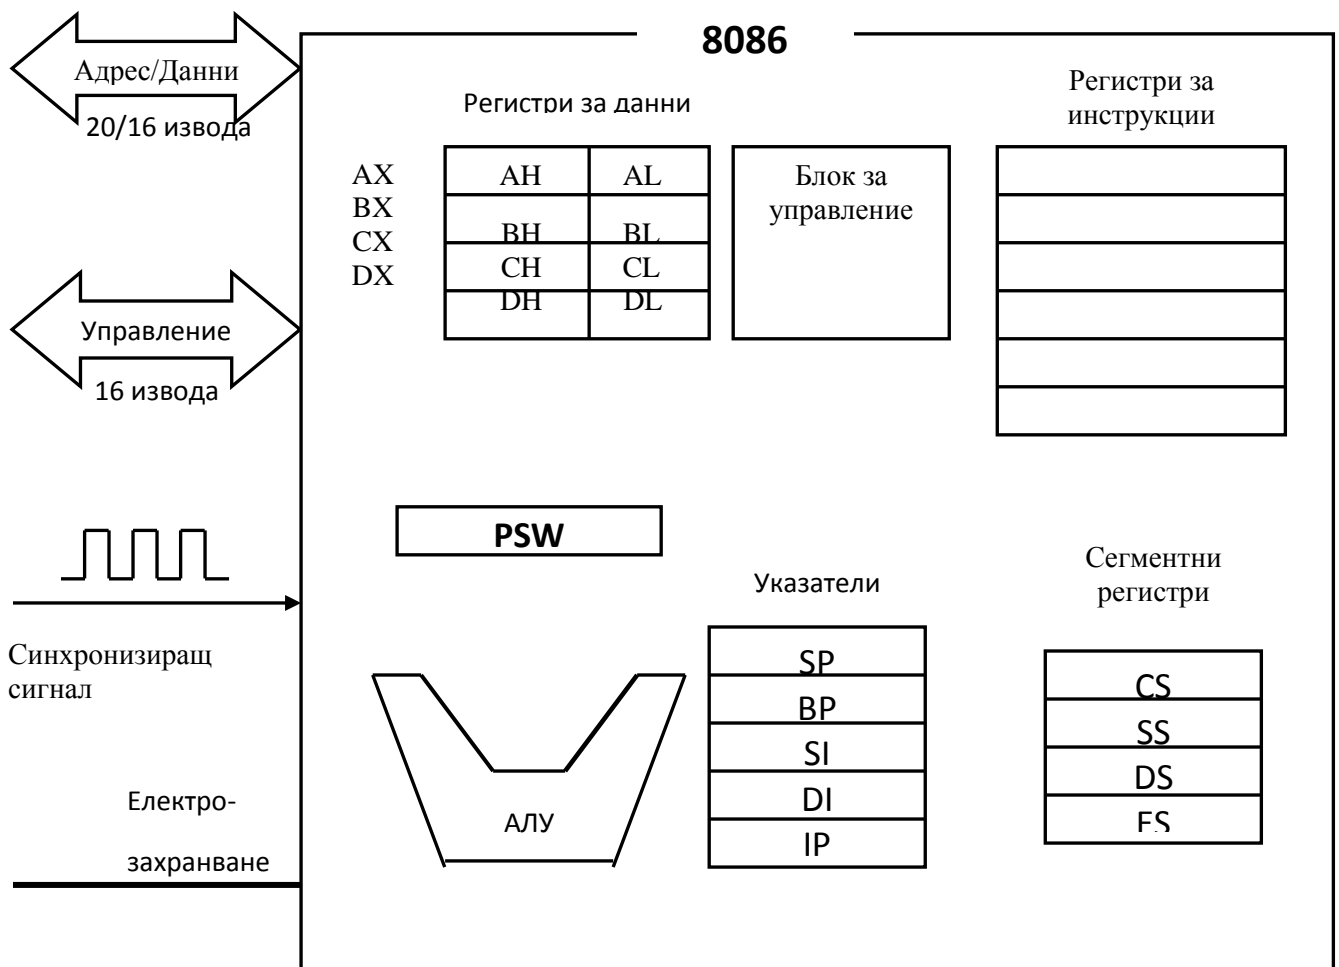 8086
Адрес/Данни
20/16 извода
Регистри за данни
Регистри за
инструкции
AX
BX
CX
DX
AH
AL
BH
BL
CH
CL
DH
DL
Блок за
управление
Управление
16 извода
PSW
Синхронизиращ
сигнал
Указатели
SP
BP
SI
DI
IP
Сегментни
регистри
CS
SS
DS
ES
АЛУ
Електро-
захранване